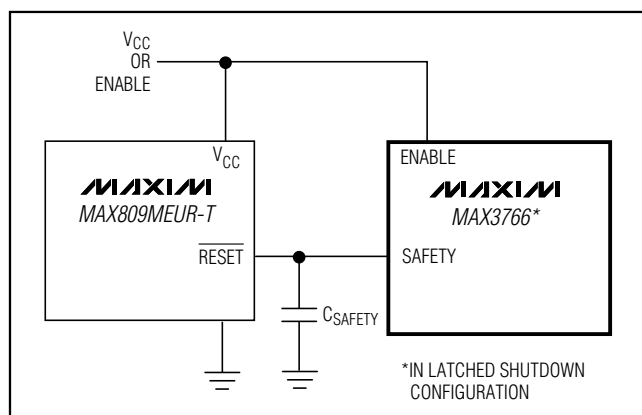 VCC
OR
ENABLE
VCC
MAXIM
MAX809MEUR-T
RESET
ENABLE
MAXIM
MAX3766*
SAFETY
CSAFETY
*IN LATCHED SHUTDOWN
CONFIGURATION